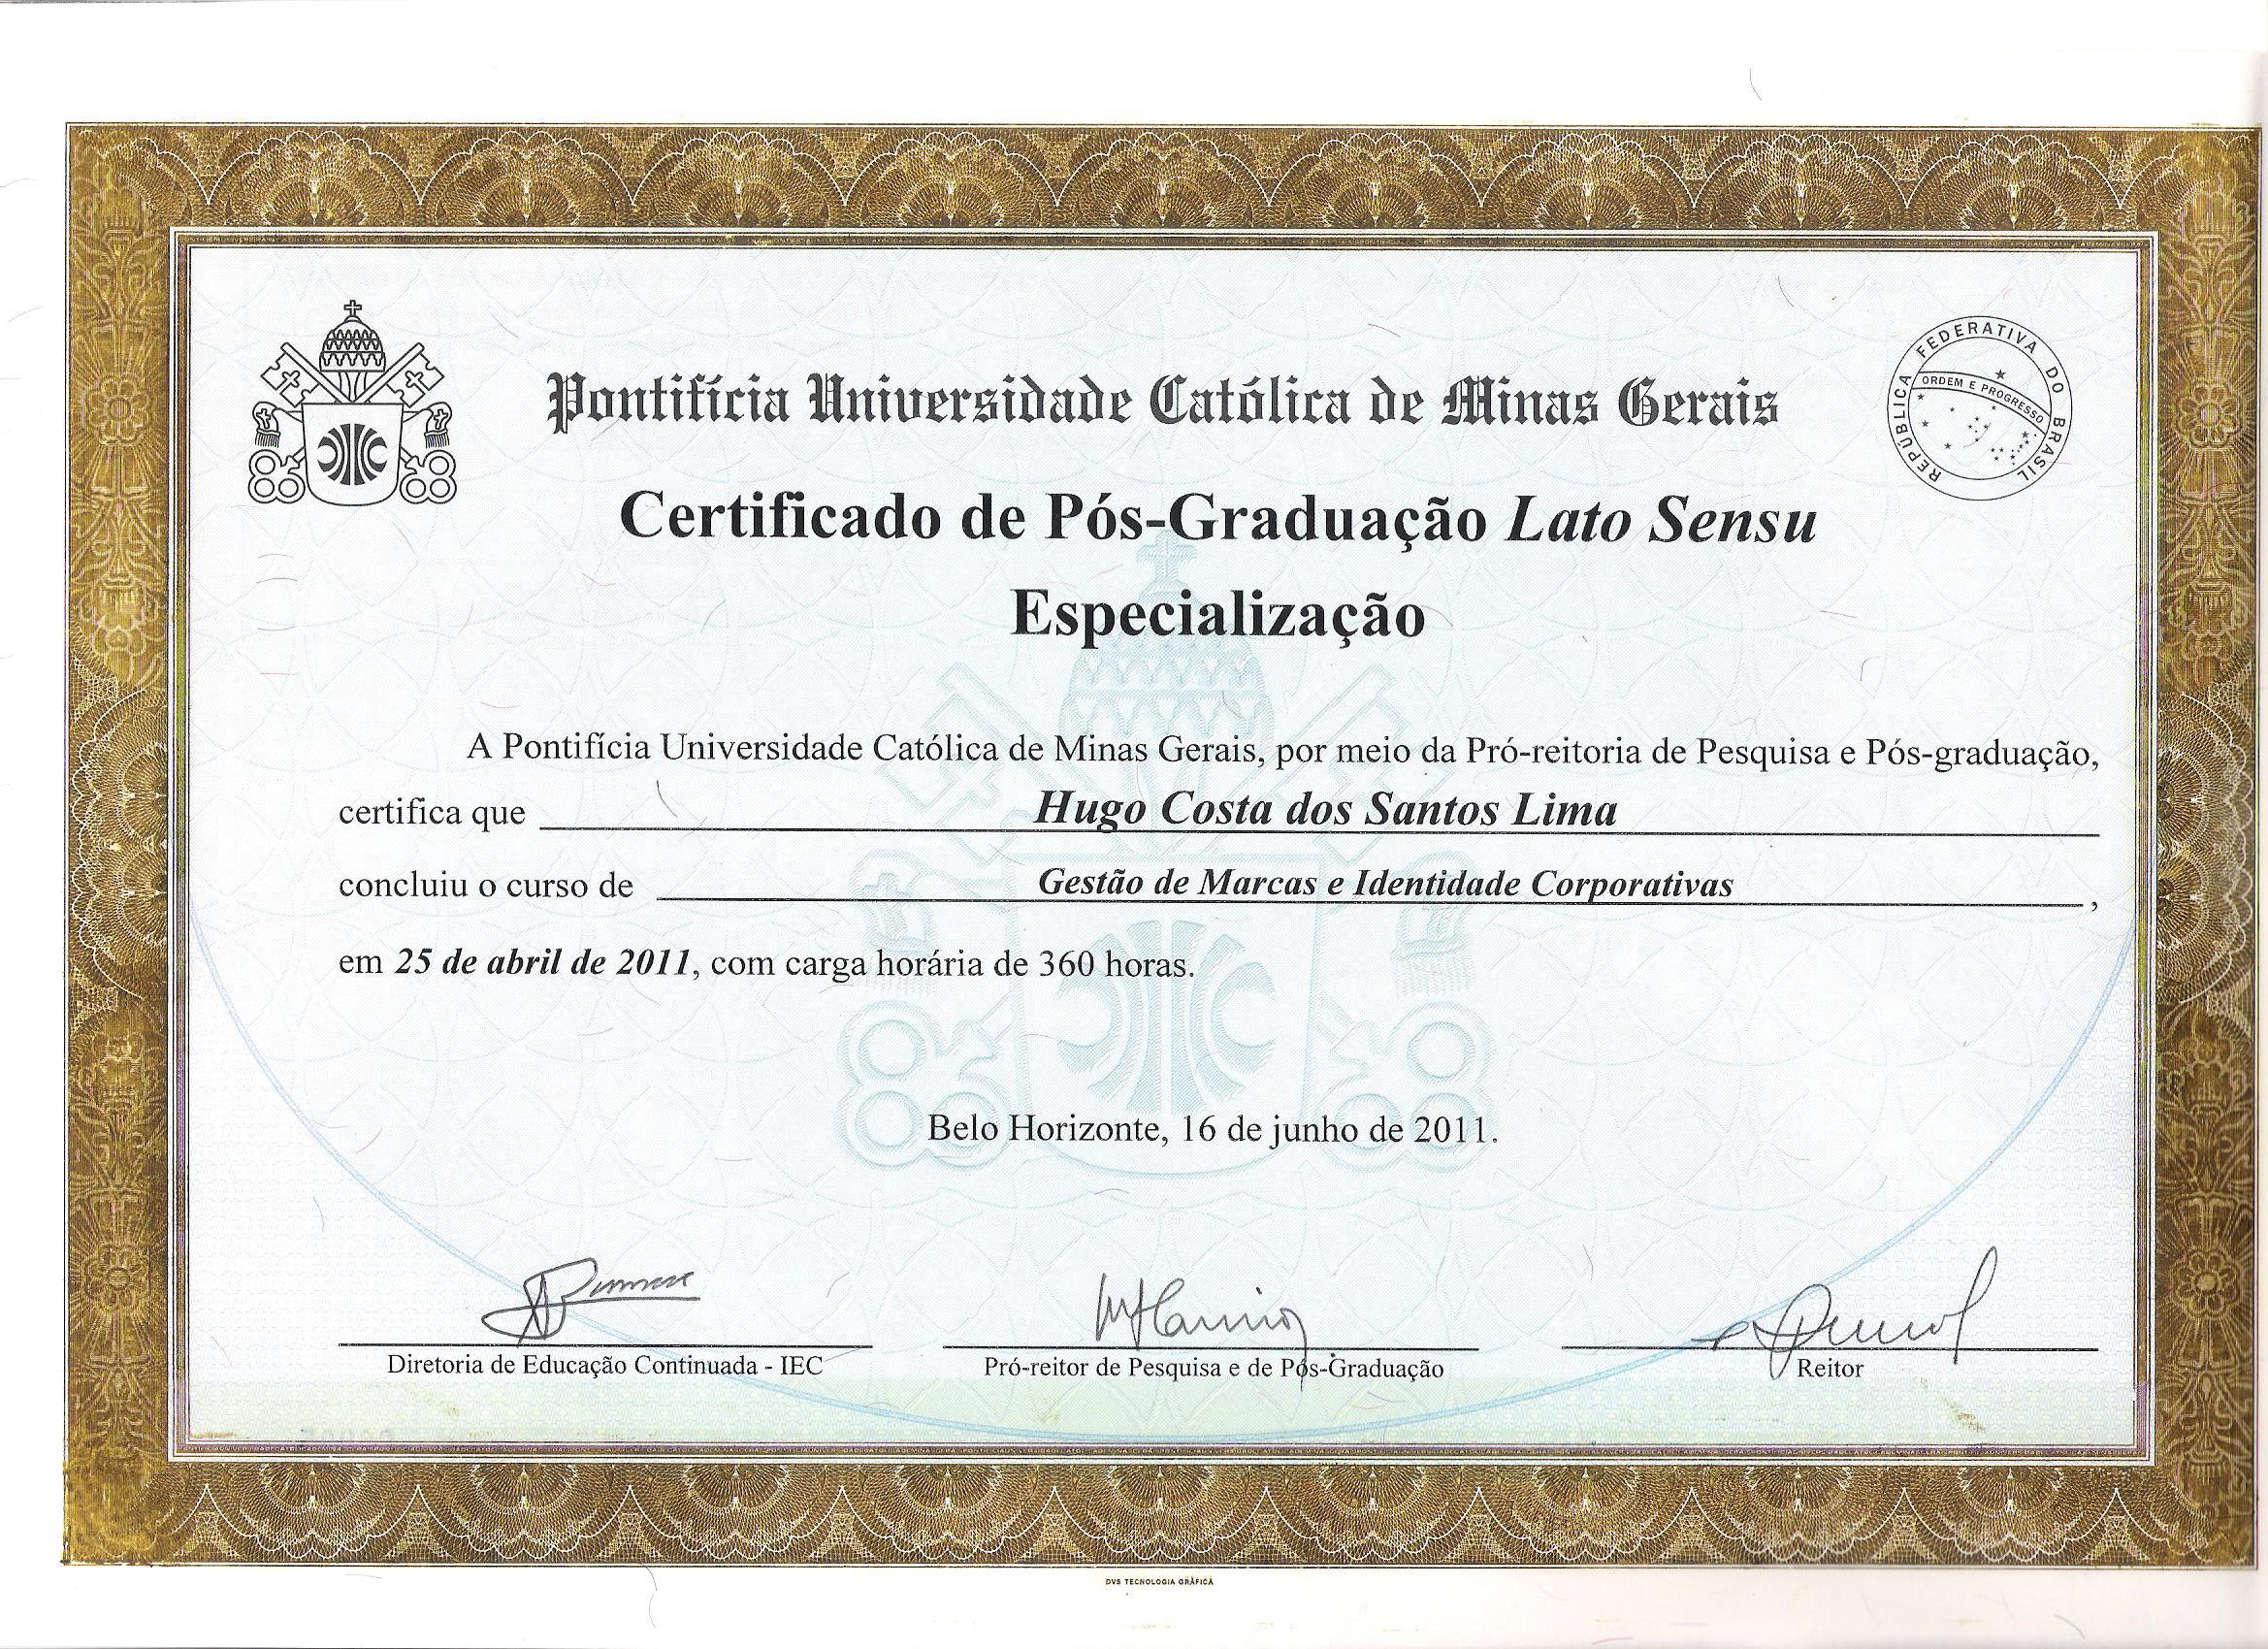 Pontifícia Universidade Católica de Minas Gerais
REPÚBLICA FEDERATIVA DO BRASIL
ORDEM E PROGRESSO
Certificado de Pós-Graduação Lato Sensu
Especialização
A Pontifícia Universidade Católica de Minas Gerais, por meio da Pró-reitoria de Pesquisa e Pós-graduação,
certifica que Hugo Costa dos Santos Lima
concluiu o curso de Gestão de Marcas e Identidade Corporativas,
em 25 de abril de 2011, com carga horária de 360 horas.
Belo Horizonte, 16 de junho de 2011.
Diretoria de Educação Continuada - IEC
Pró-reitor de Pesquisa e de Pós-Graduação
Reitor
DVS TECNOLOGIA GRÁFICA